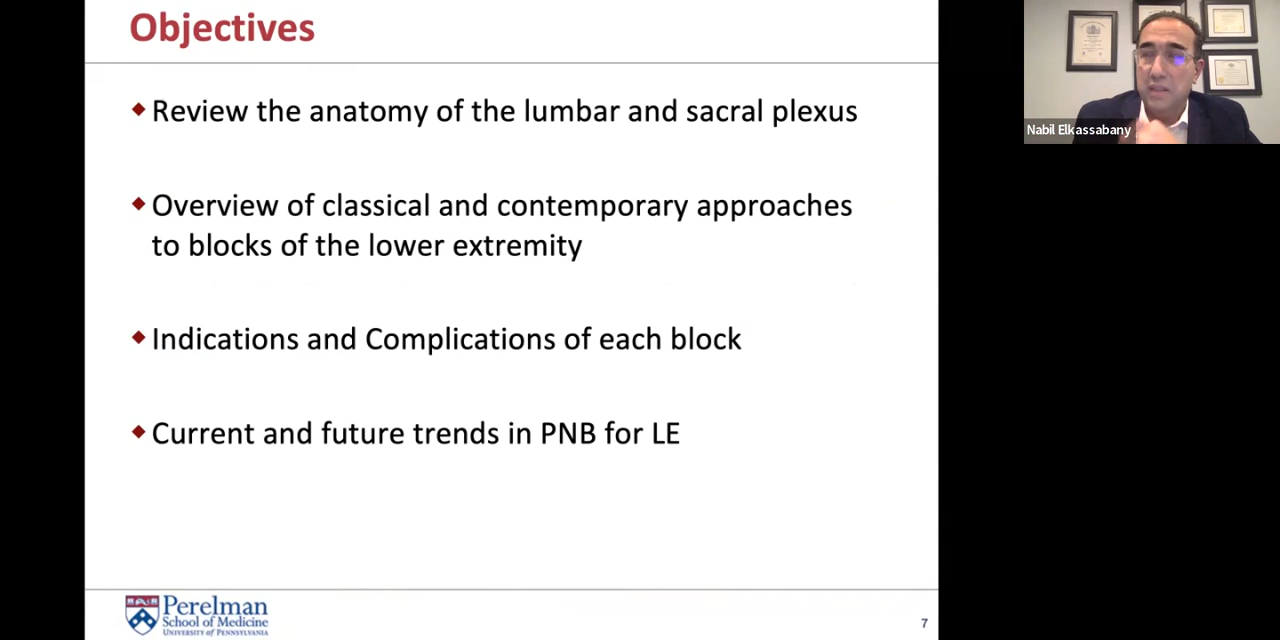 Objectives
Review the anatomy of the lumbar and sacral plexus
Overview of classical and contemporary approaches
to blocks of the lower extremity
Indications and Complications of each block
Current and future trends in PNB for LE
Perelman
School of Medicine
UNIVERSITY of PENNSYLVANIA
7
Nabil Elkassabany